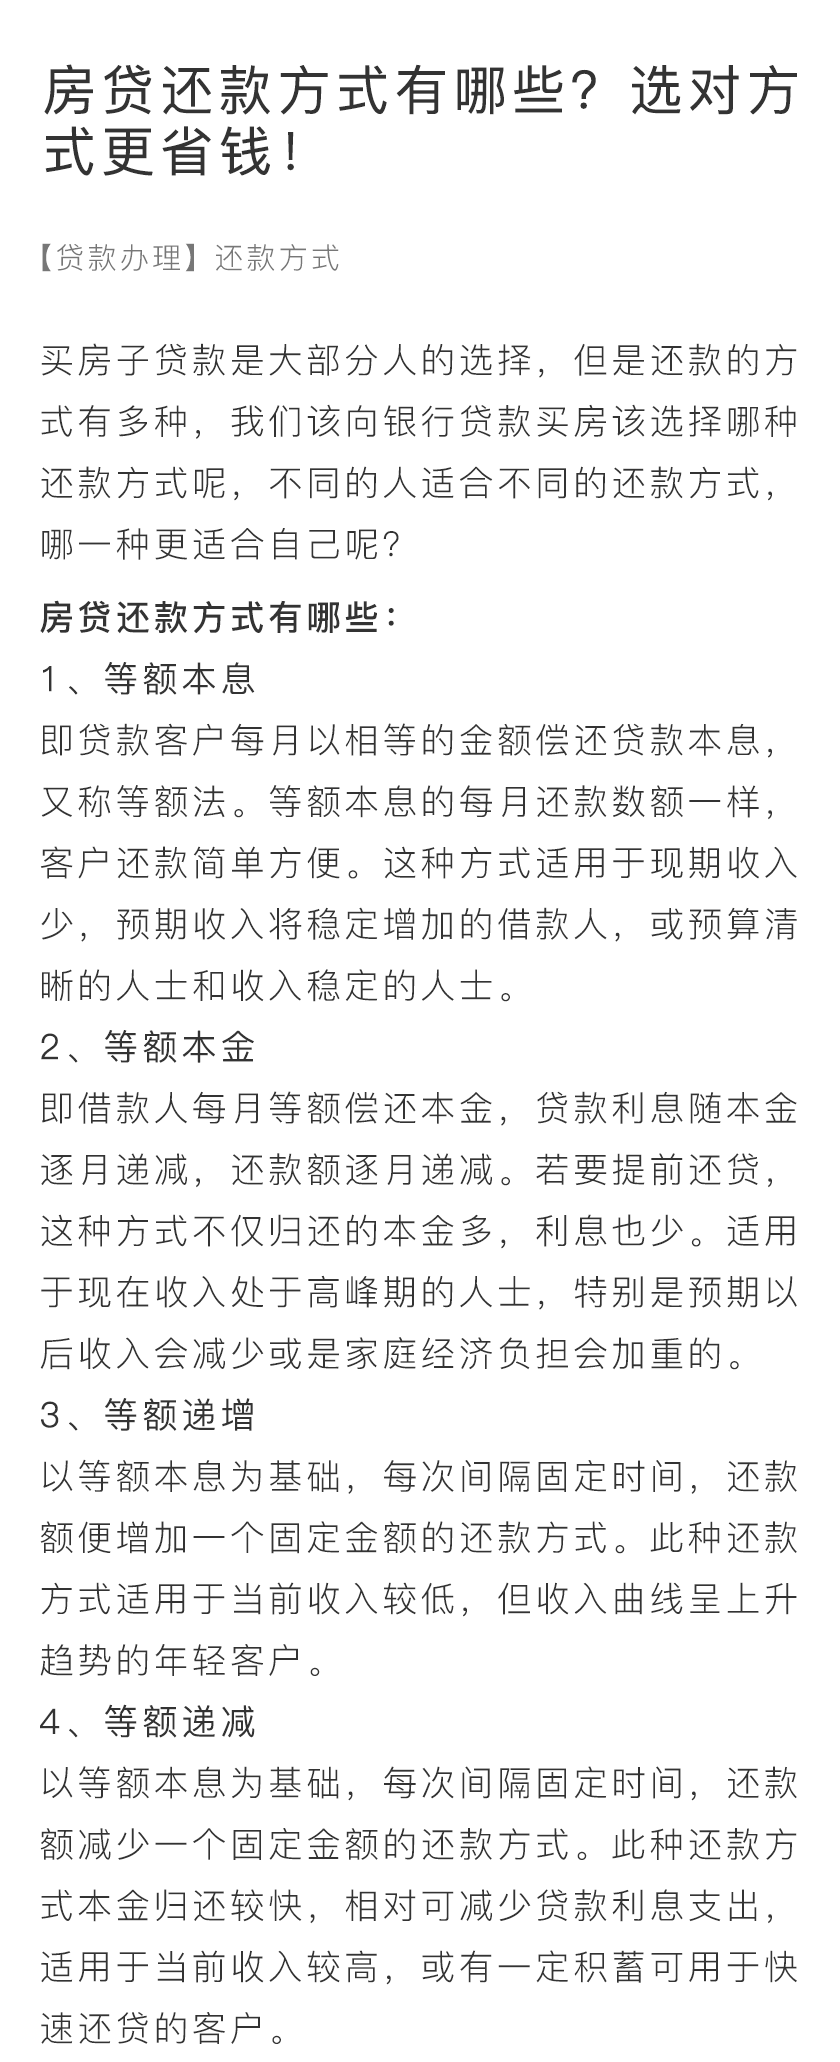 房贷还款方式有哪些？选对方
式更省钱！
【贷款办理】还款方式
买房子贷款是大部分人的选择，但是还款的方
式有多种，我们该向银行贷款买房该选择哪种
还款方式呢，不同的人适合不同的还款方式，
哪一种更适合自己呢？
房贷还款方式有哪些：
1、等额本息
即贷款客户每月以相等的金额偿还贷款本息，
又称等额法。等额本息的每月还款数额一样，
客户还款简单方便。这种方式适用于现期收入
少，预期收入将稳定增加的借款人，或预算清
晰的人士和收入稳定的人士。
2、等额本金
即借款人每月等额偿还本金，贷款利息随本金
逐月递减，还款额逐月递减。若要提前还贷，
这种方式不仅归还的本金多，利息也少。适用
于现在收入处于高峰期的人士，特别是预期以
后收入会减少或是家庭经济负担会加重的。
3、等额递增
以等额本息为基础，每次间隔固定时间，还款
额便增加一个固定金额的还款方式。此种还款
方式适用于当前收入较低，但收入曲线呈上升
趋势的年轻客户。
4、等额递减
以等额本息为基础，每次间隔固定时间，还款
额减少一个固定金额的还款方式。此种还款方
式本金归还较快，相对可减少贷款利息支出，
适用于当前收入较高，或有一定积蓄可用于快
速还贷的客户。